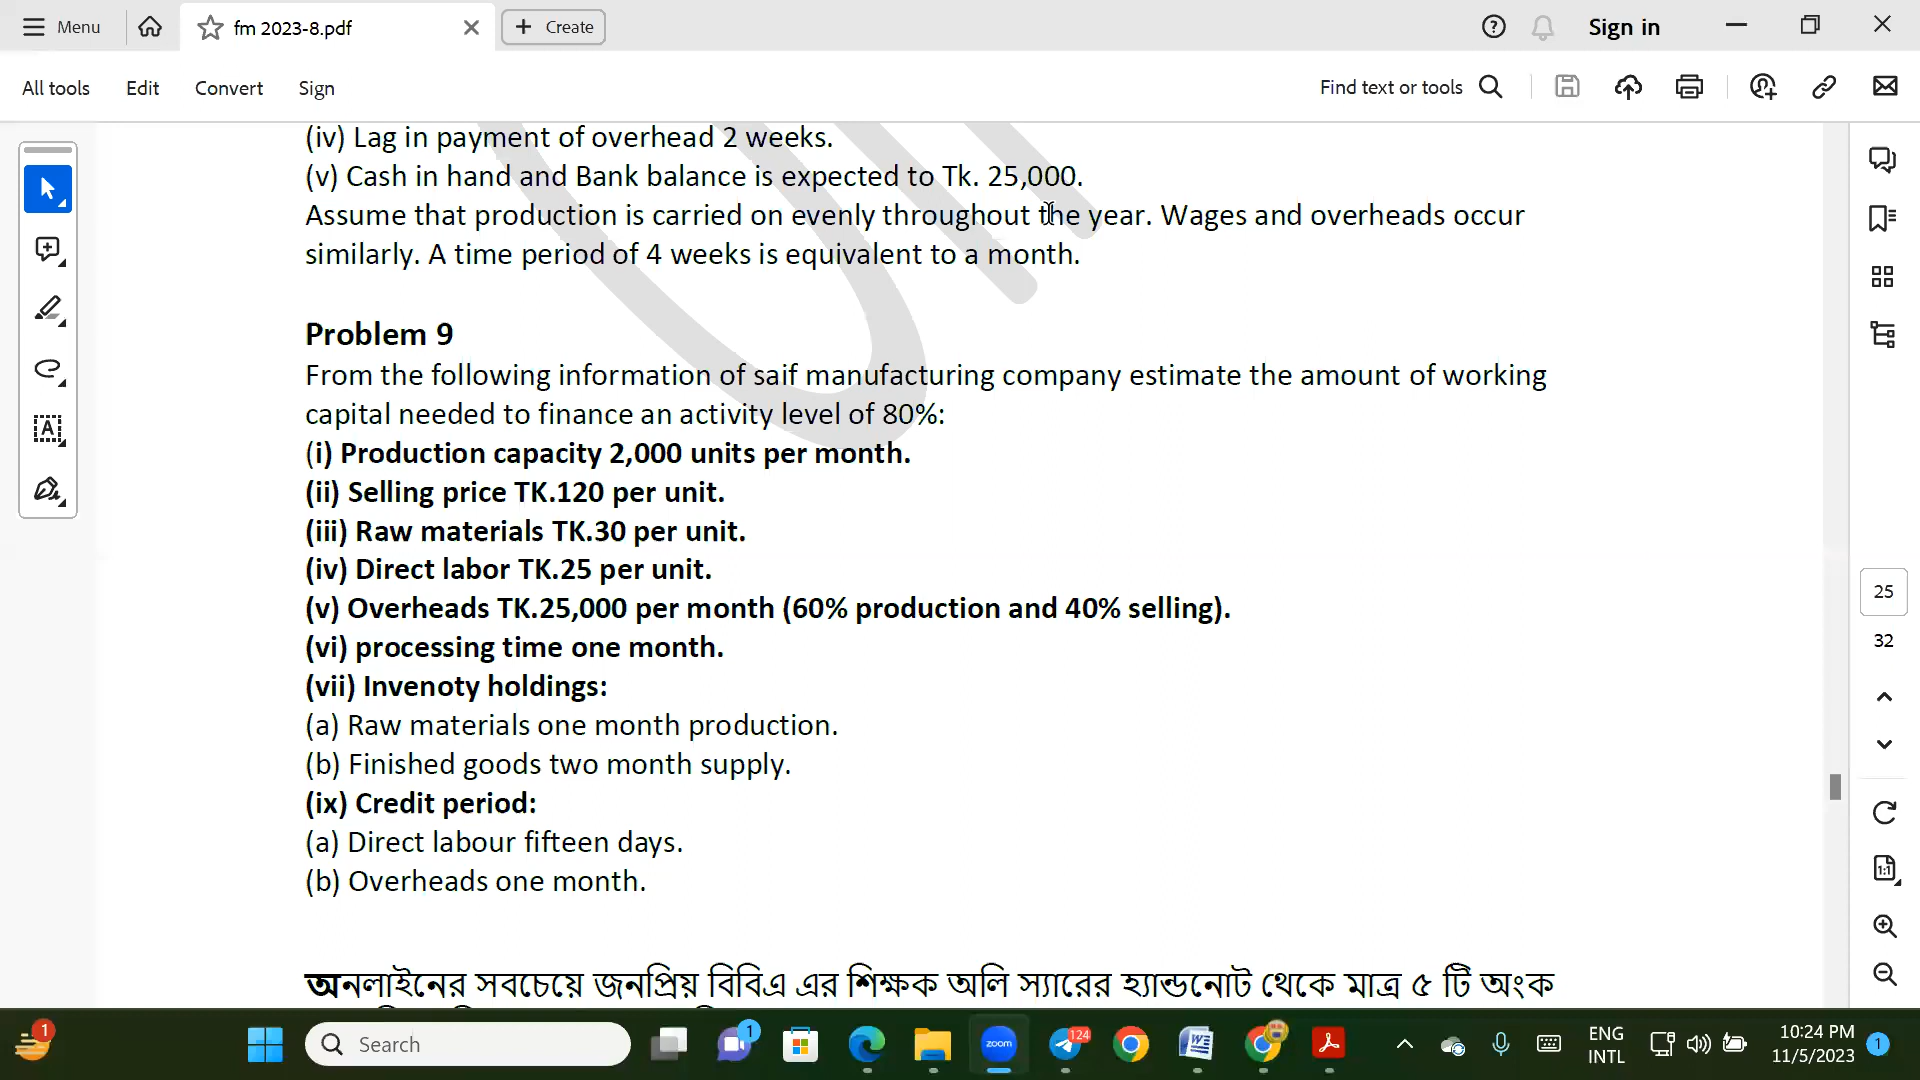 Menu
fm 2023-8.pdf
Create
Sign in
All tools
Edit
Convert
Sign
Find text or tools
(iv) Lag in payment of overhead 2 weeks.
(v) Cash in hand and Bank balance is expected to Tk. 25,000.
Assume that production is carried on evenly throughout the year. Wages and overheads occur
similarly. A time period of 4 weeks is equivalent to a month.
Problem 9
From the following information of saif manufacturing company estimate the amount of working
capital needed to finance an activity level of 80%:
(i) Production capacity 2,000 units per month.
(ii) Selling price TK.120 per unit.
(iii) Raw materials TK.30 per unit.
(iv) Direct labor TK.25 per unit.
(v) Overheads TK.25,000 per month (60% production and 40% selling).
(vi) processing time one month.
(vii) Invenoty holdings:
(a) Raw materials one month production.
(b) Finished goods two month supply.
(ix) Credit period:
(a) Direct labour fifteen days.
(b) Overheads one month.
অনলাইনের সবচেয়ে জনপ্রিয় বিবিএ এর শিক্ষক অলি স্যারের হ্যান্ডনোট থেকে মাত্র ৫ টি অংক
25
32
1:1
1
Search
1
zoom
124
ENG
INTL
10:24 PM
11/5/2023
1